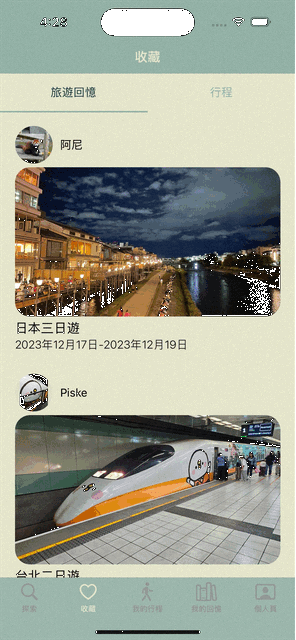 4:28
收藏
旅遊回憶
行程
阿尼
日本三日遊
2023年12月17日-2023年12月19日
Piske
台北二日遊
探索
收藏
我的行程
我的回憶
個人頁